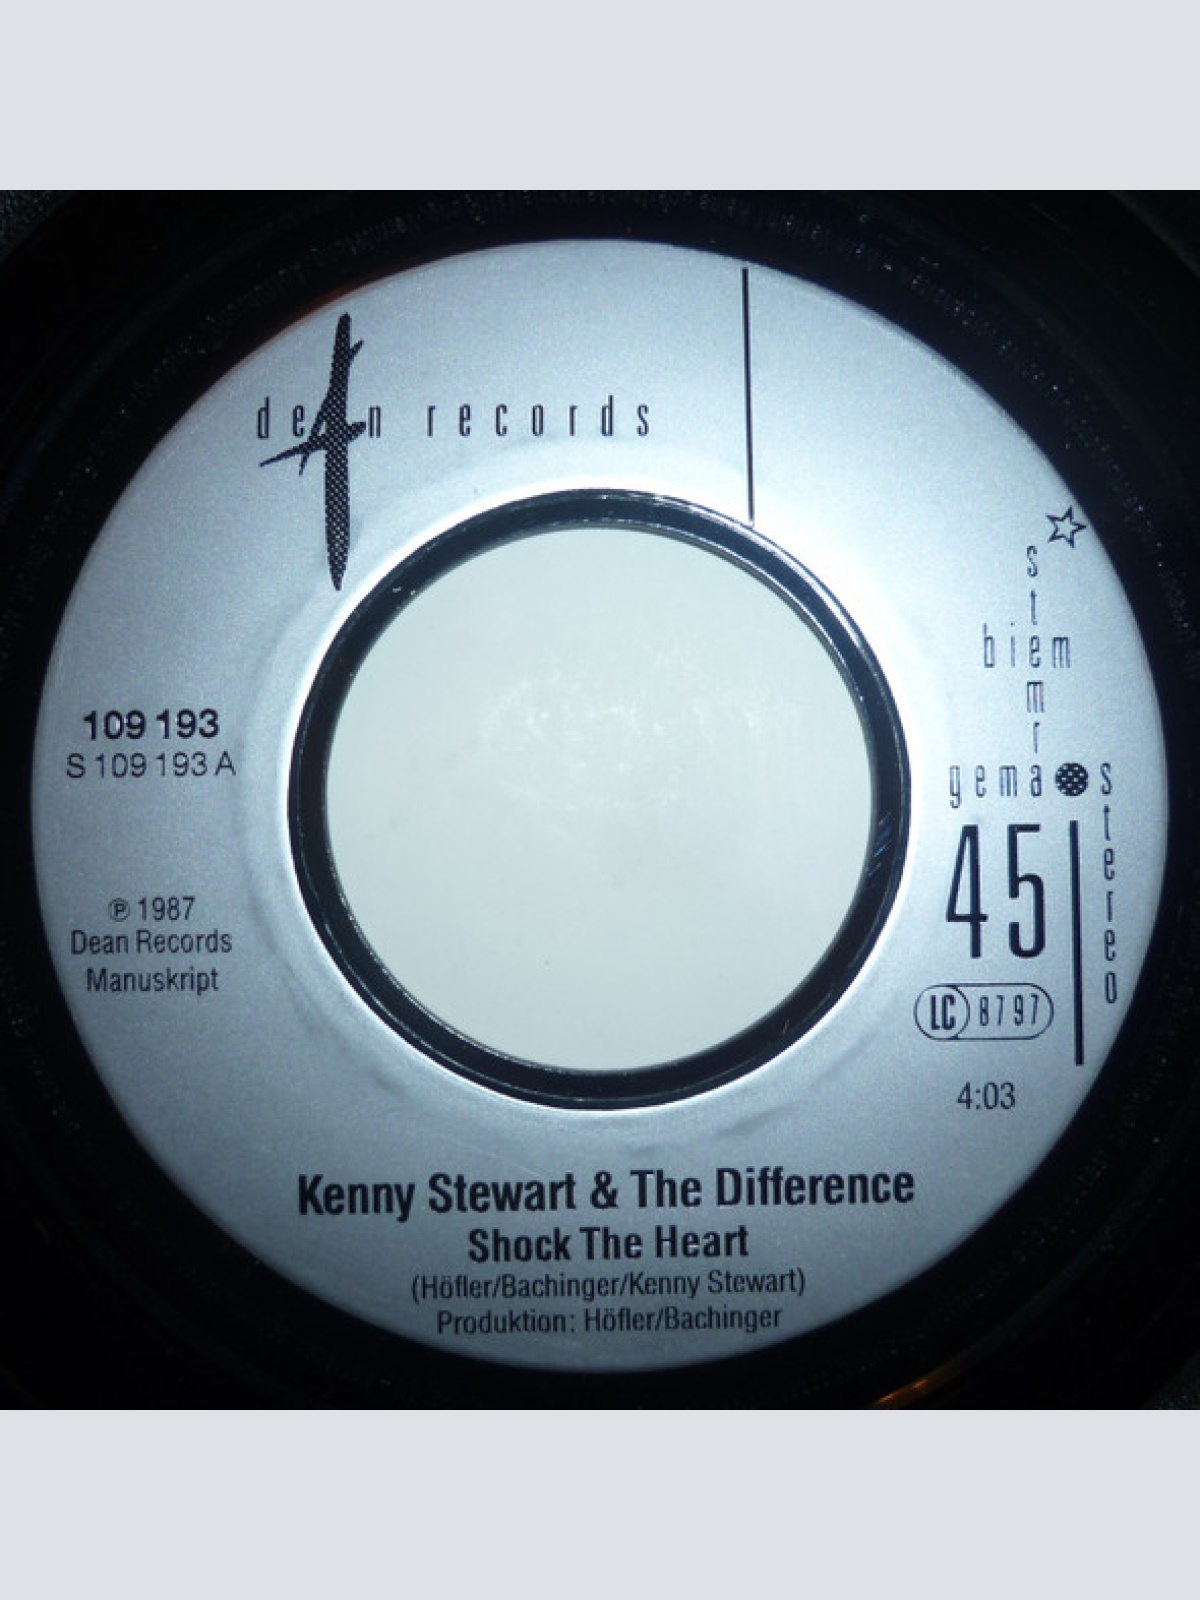 dean records
109 193
S 109 193 A
℗ 1987
Dean Records
Manuskript
stemra
biem
gema
stereo
45
LC 8797
4:03
Kenny Stewart & The Difference
Shock The Heart
(Höfler/Bachinger/Kenny Stewart)
Produktion: Höfler/Bachinger